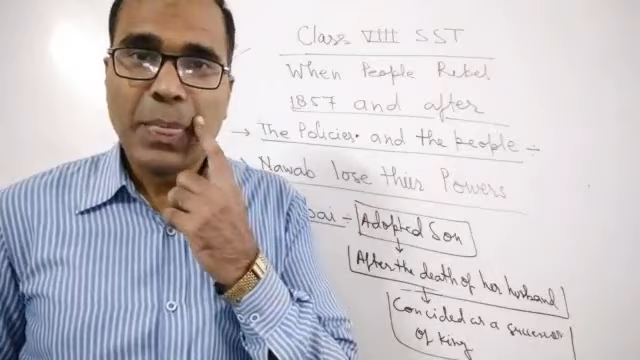 Class VIII SST
When People Rebel
1857 and after
→ The Policies. and the people :-
Nawab lose their Powers
bai :- Adopted Son
After the death of her husband
Concided as a successor
of king